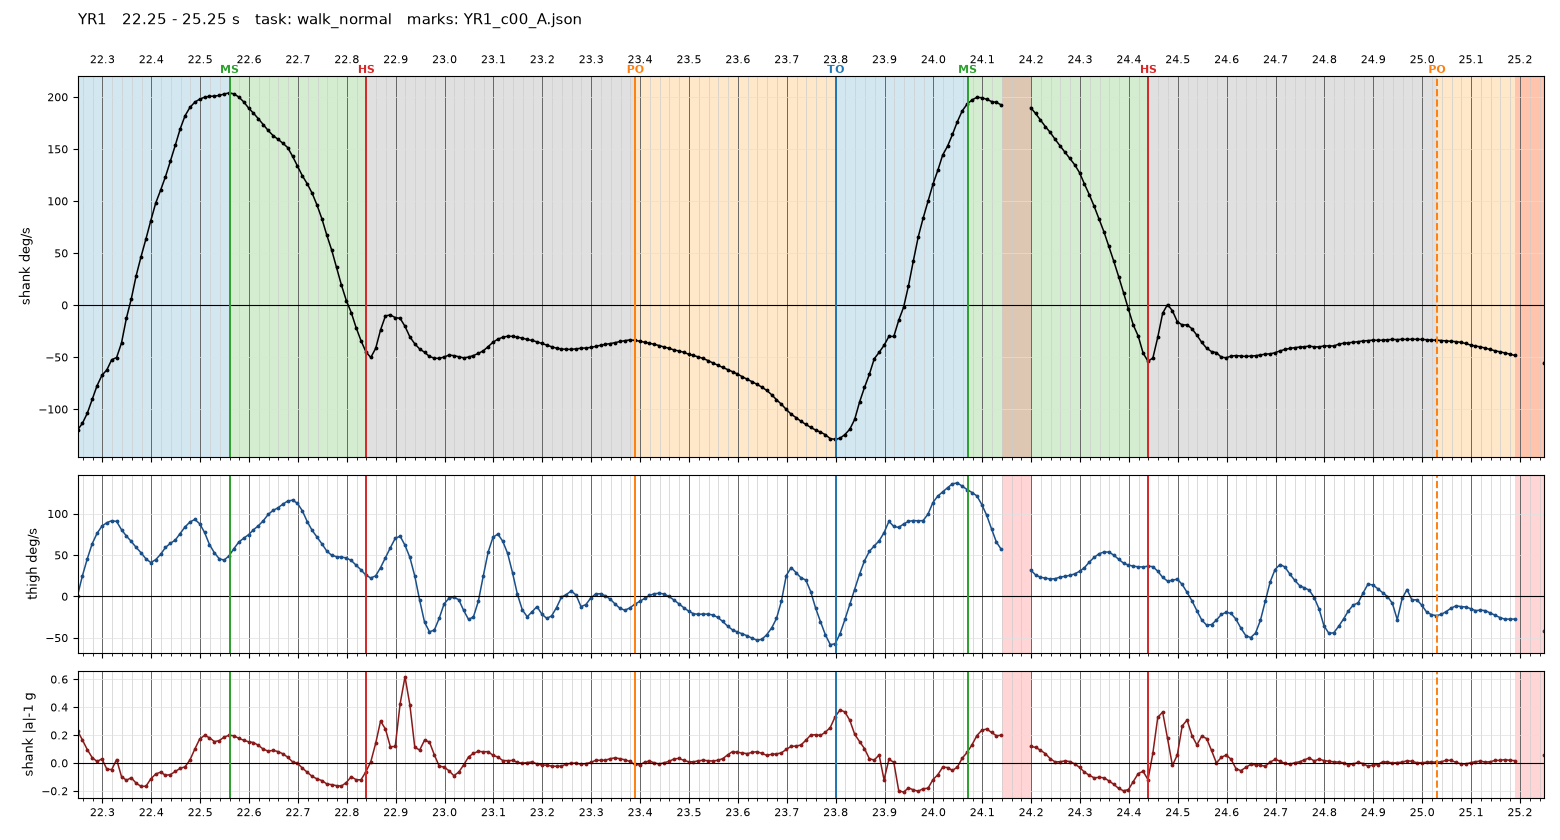 YR1   22.25 - 25.25 s   task: walk_normal   marks: YR1_c00_A.json
22.3 22.4 22.5 22.6 22.7 22.8 22.9 23.0 23.1 23.2 23.3 23.4 23.5 23.6 23.7 23.8 23.9 24.0 24.1 24.2 24.3 24.4 24.5 24.6 24.7 24.8 24.9 25.0 25.1 25.2
MS HS PO TO MS HS PO
shank deg/s
200
150
100
50
0
−50
−100
thigh deg/s
100
50
0
−50
shank |a|-1 g
0.6
0.4
0.2
0.0
−0.2
22.3 22.4 22.5 22.6 22.7 22.8 22.9 23.0 23.1 23.2 23.3 23.4 23.5 23.6 23.7 23.8 23.9 24.0 24.1 24.2 24.3 24.4 24.5 24.6 24.7 24.8 24.9 25.0 25.1 25.2